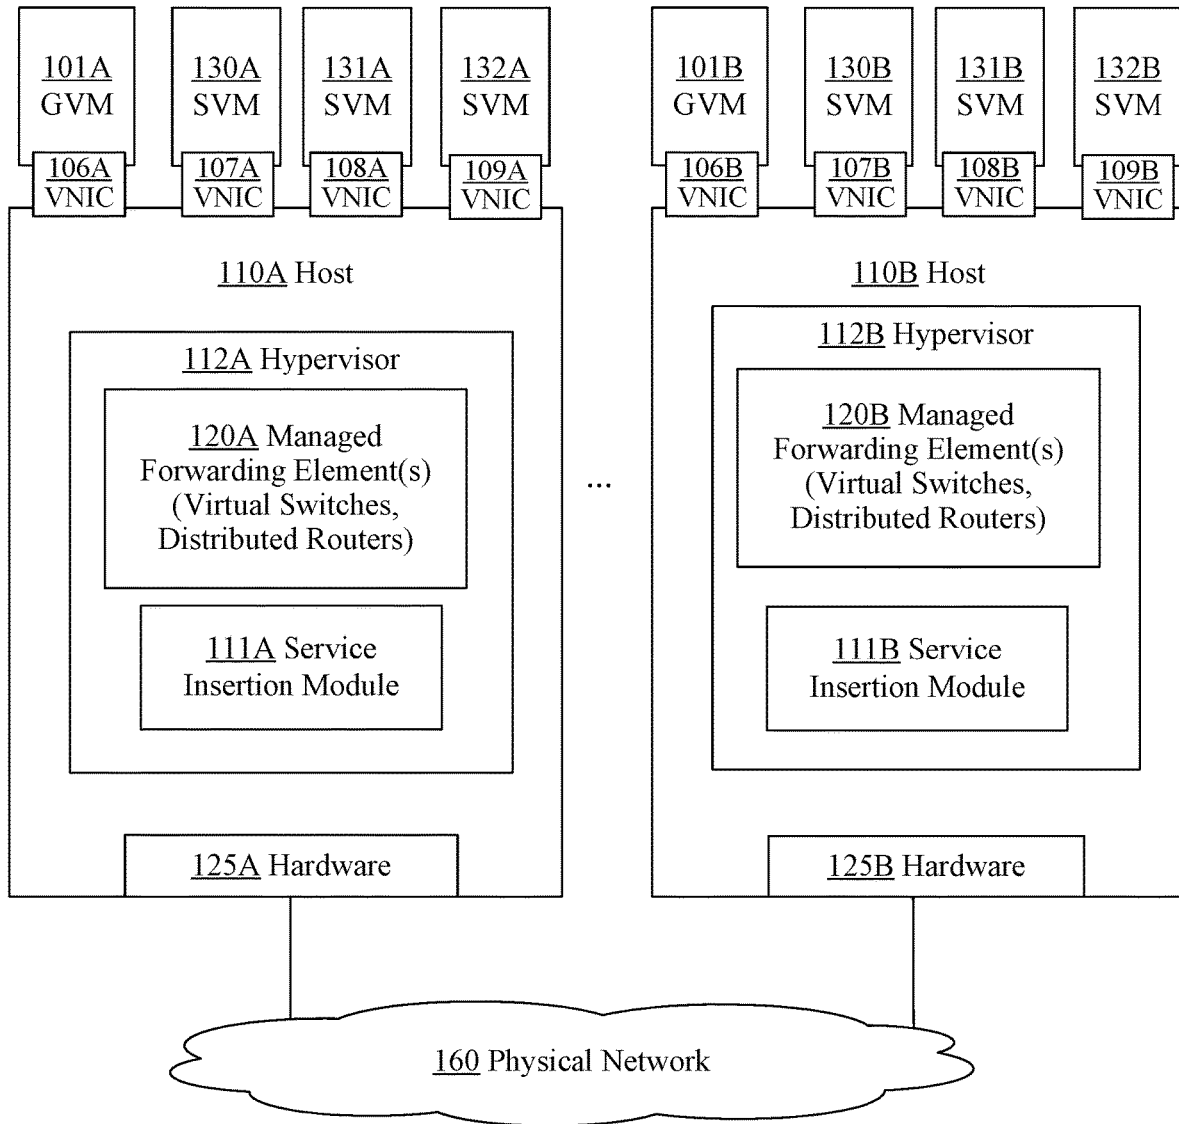 101A
GVM
130A
SVM
131A
SVM
132A
SVM
106A
VNIC
107A
VNIC
108A
VNIC
109A
VNIC
110A Host
112A Hypervisor
120A Managed
Forwarding Element(s)
(Virtual Switches,
Distributed Routers)
111A Service
Insertion Module
125A Hardware
...
101B
GVM
130B
SVM
131B
SVM
132B
SVM
106B
VNIC
107B
VNIC
108B
VNIC
109B
VNIC
110B Host
112B Hypervisor
120B Managed
Forwarding Element(s)
(Virtual Switches,
Distributed Routers)
111B Service
Insertion Module
125B Hardware
160 Physical Network